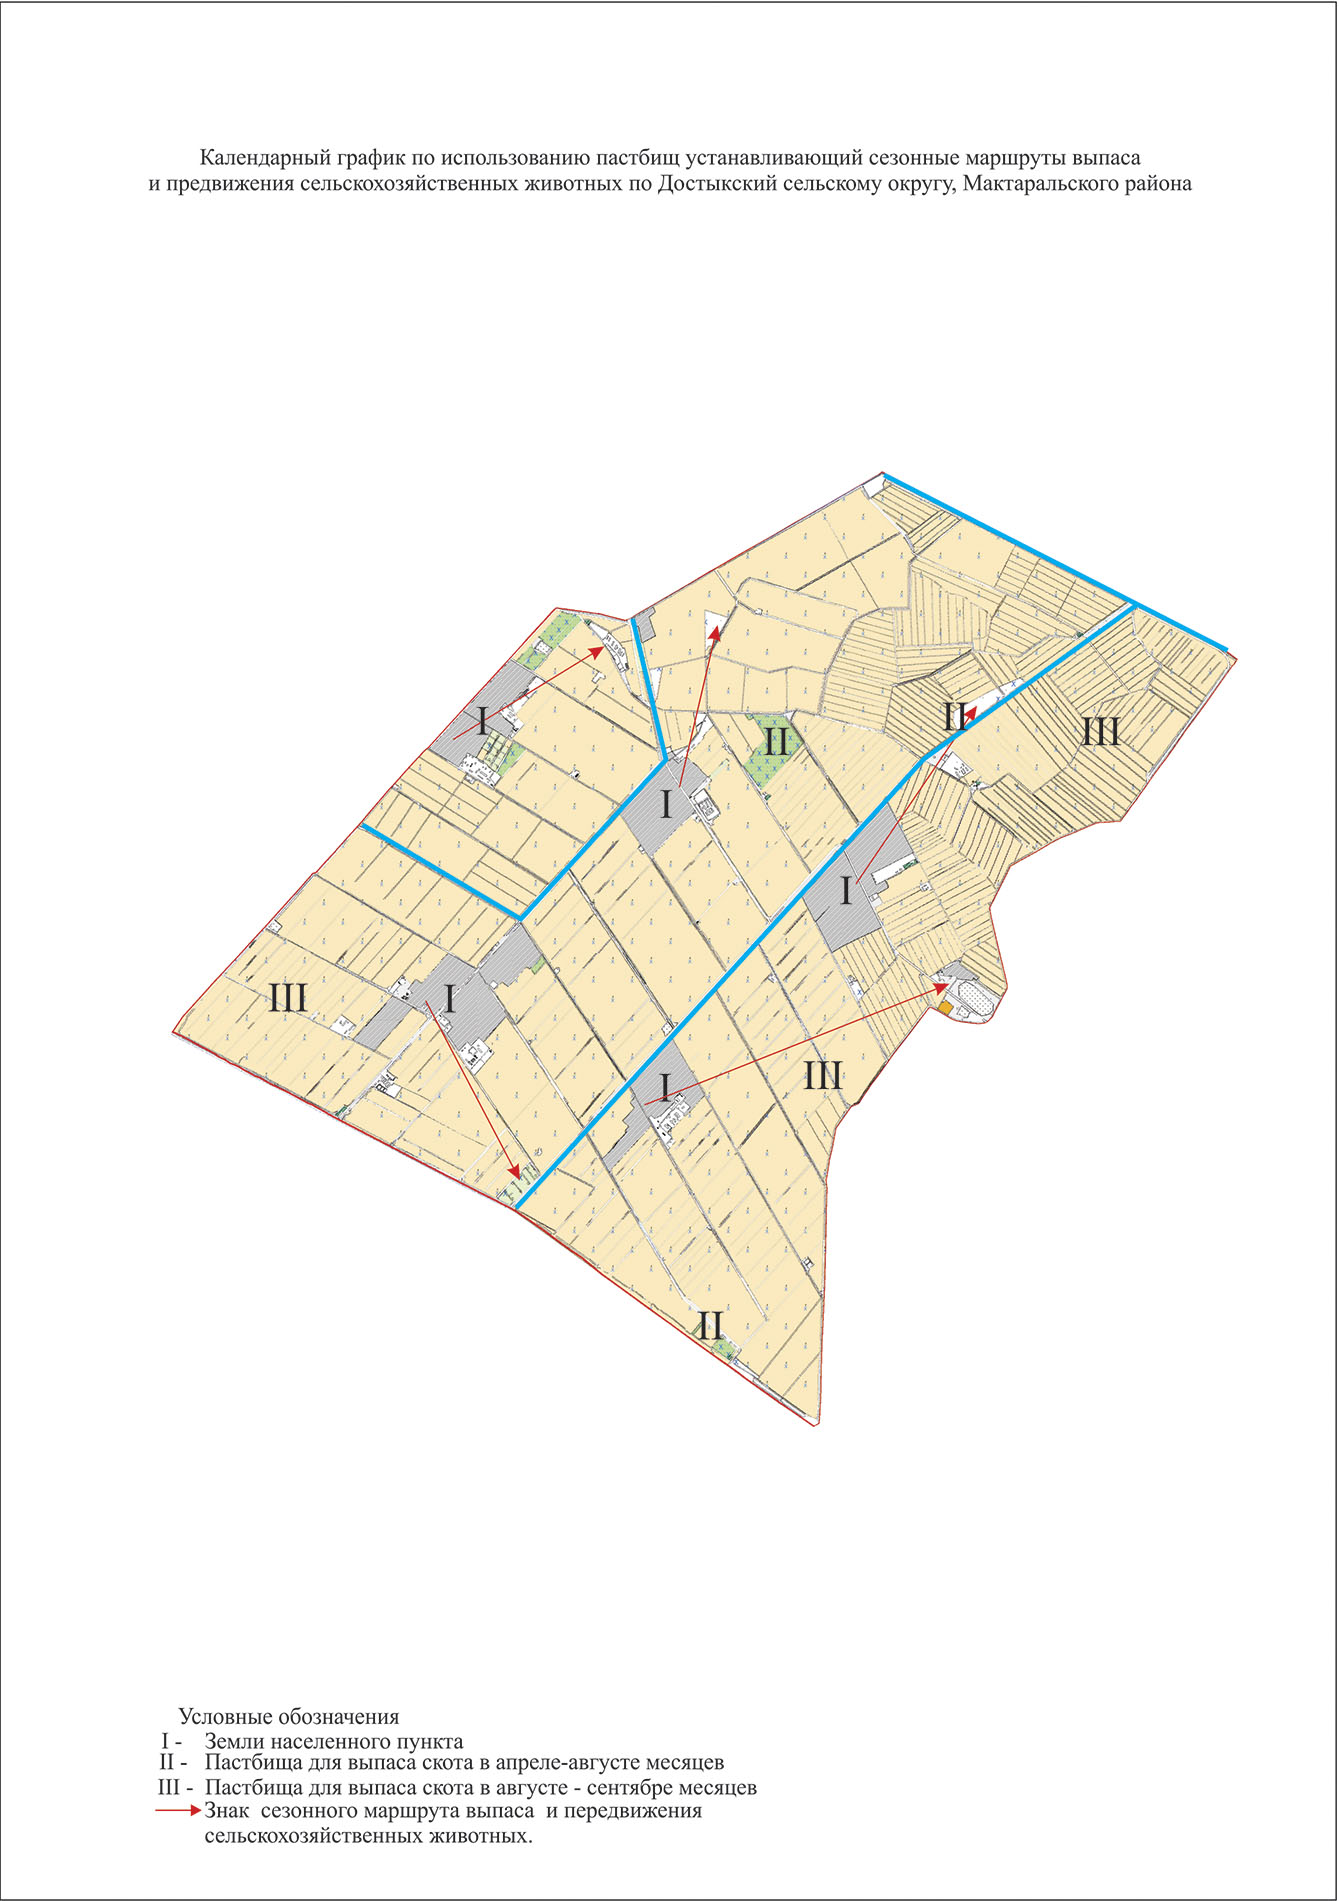 Календарный график по использованию пастбищ устанавливающий сезонные маршруты выпаса
и предвижения сельскохозяйственных животных по Достыкский сельскому округу, Мактаральского района
II
III
I
II
I
I
III
I
I
III
II
Условные обозначения
I - Земли населенного пункта
II - Пастбища для выпаса скота в апреле-августе месяцев
III - Пастбища для выпаса скота в августе - сентябре месяцев
Знак сезонного маршрута выпаса и передвижения
сельскохозяйственных животных.